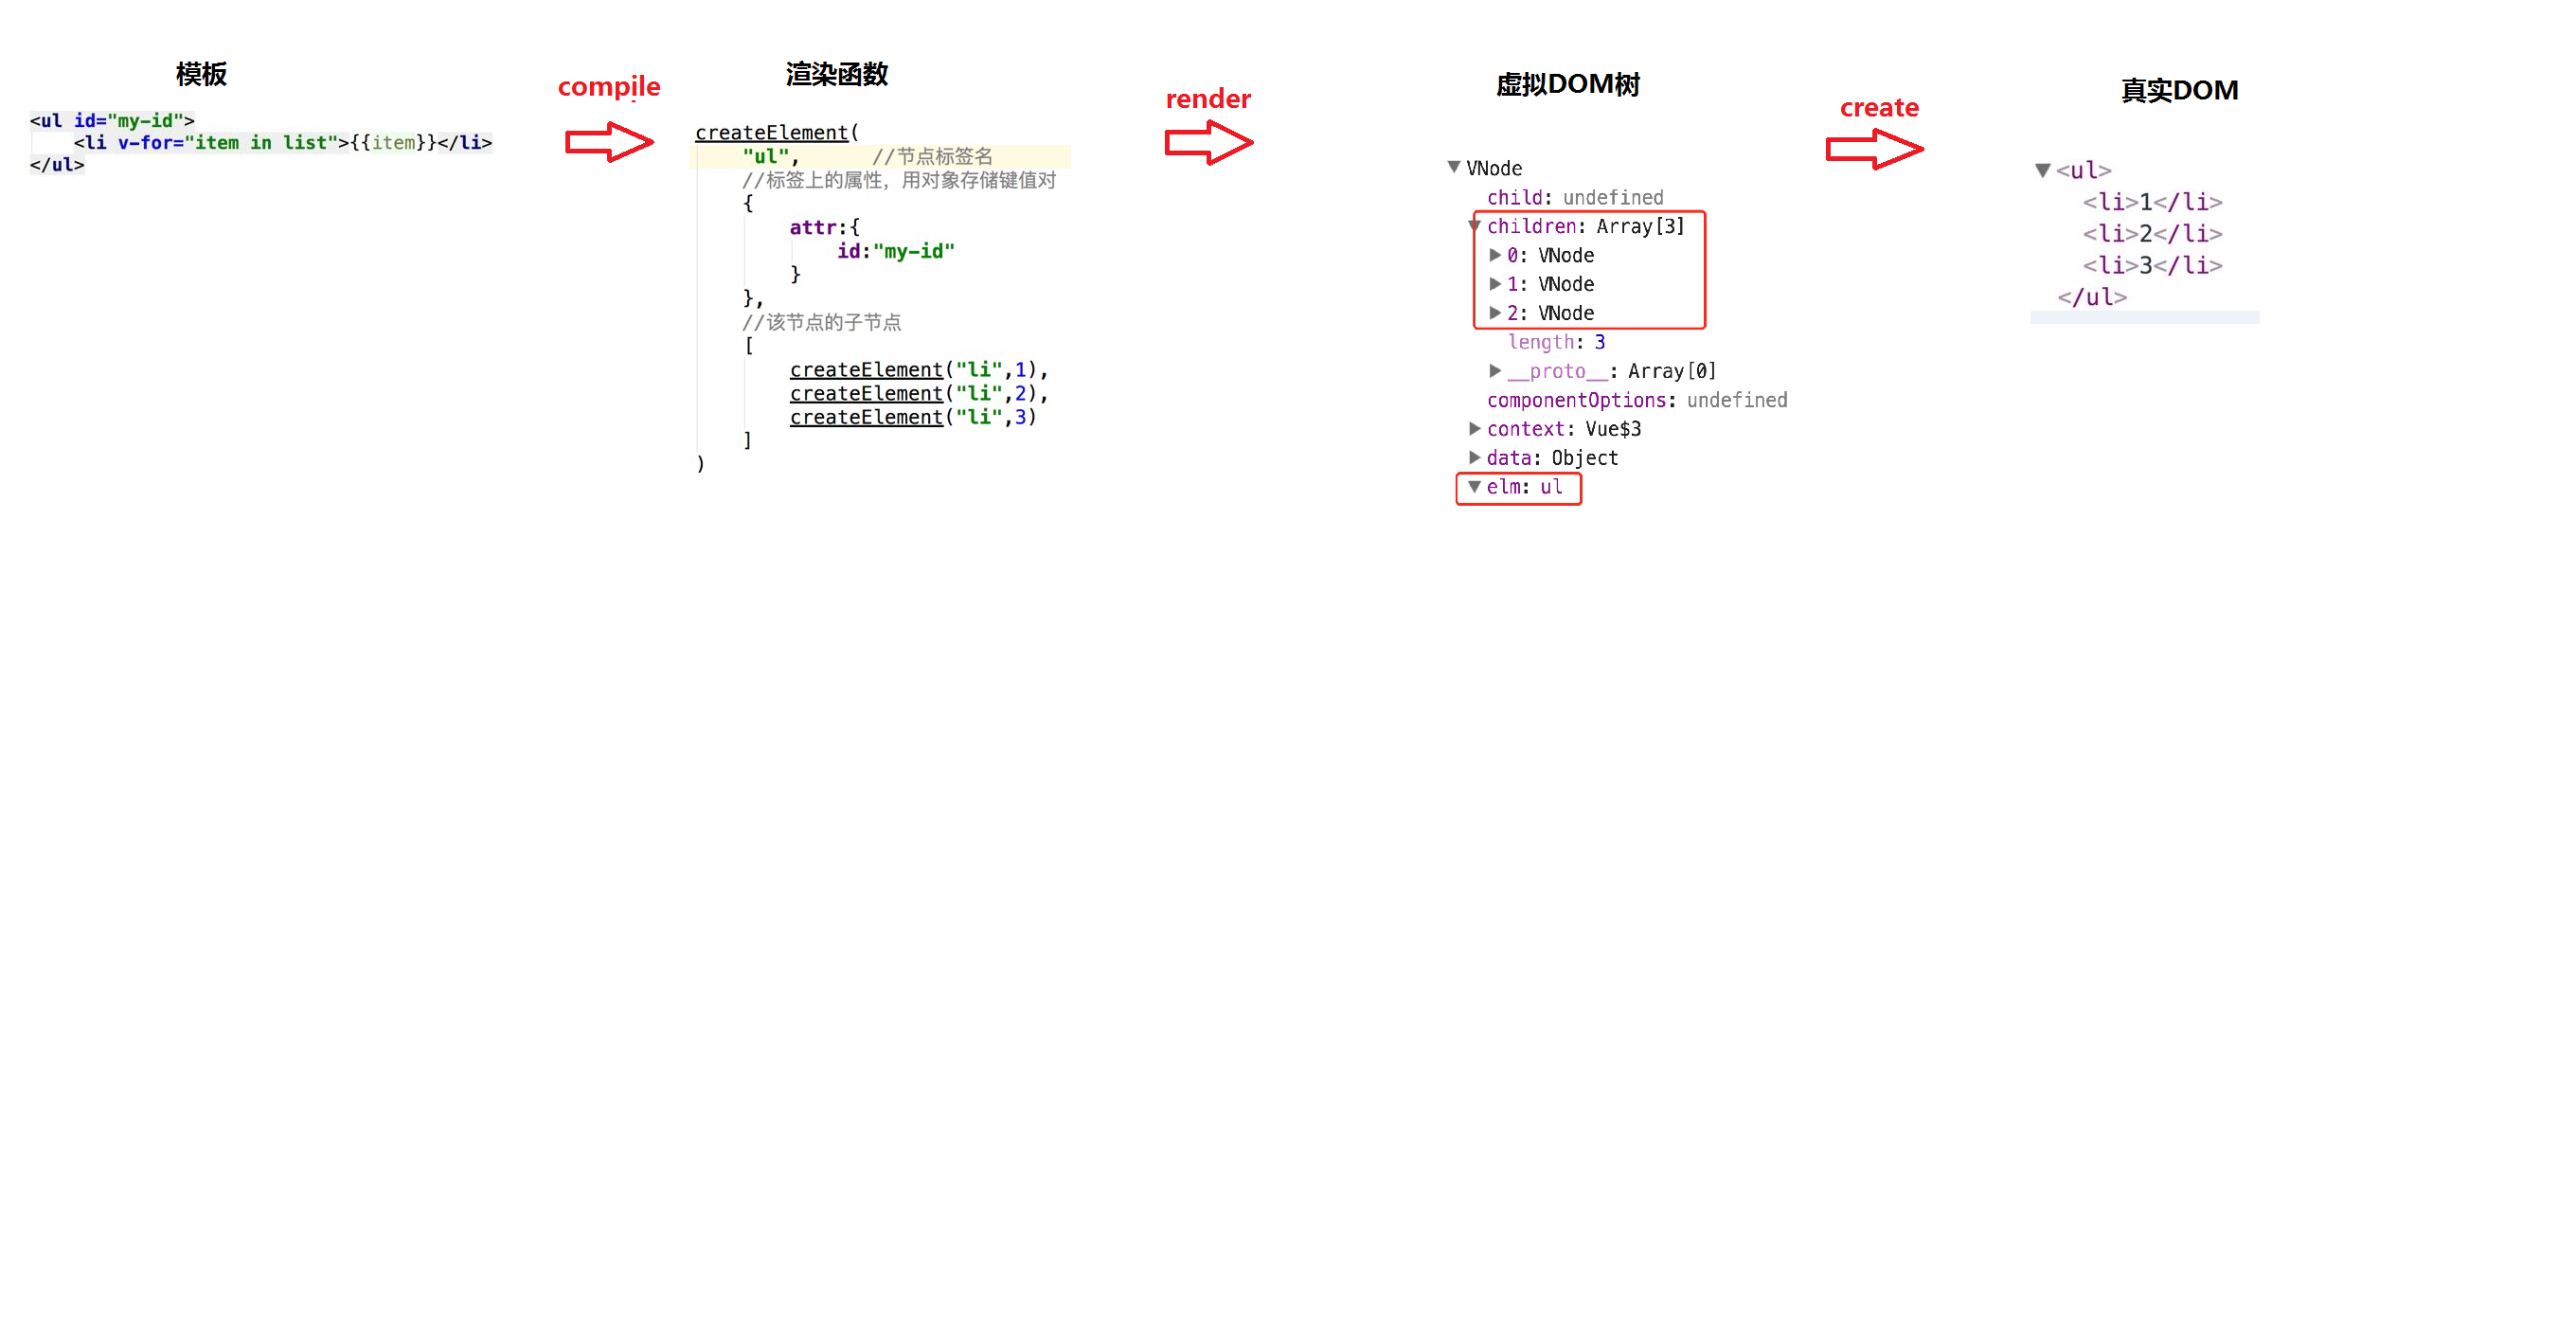 模板
<ul id="my-id">
<li v-for="item in list">{{item}}</li>
</ul>
compile
渲染函数
createElement(
"ul", //节点标签名
//标签上的属性，用对象存储键值对
{
attr:{
id:"my-id"
}
},
//该节点的子节点
[
createElement("li",1),
createElement("li",2),
createElement("li",3)
]
)
render
虚拟DOM树
▼ VNode
child: undefined
▼ children: Array[3]
▶ 0: VNode
▶ 1: VNode
▶ 2: VNode
length: 3
▶ __proto__: Array[0]
componentOptions: undefined
▶ context: Vue$3
▶ data: Object
▼ elm: ul
create
真实DOM
▼ <ul>
<li>1</li>
<li>2</li>
<li>3</li>
</ul>